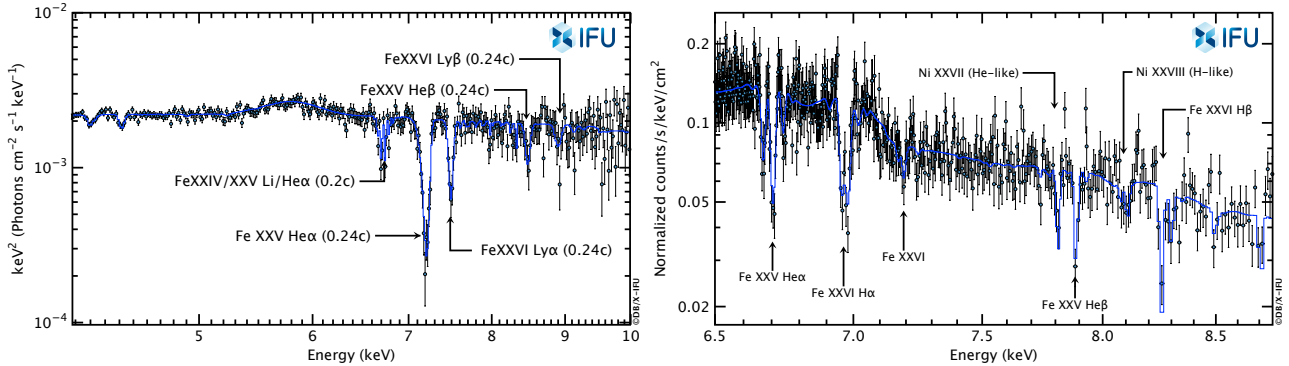 10⁻²
IFU
FeXXVI Lyβ (0.24c)
FeXXV Heβ (0.24c)
keV² (Photons cm⁻² s⁻¹ keV⁻¹)
10⁻³
FeXXIV/XXV Li/Heα (0.2c)
Fe XXV Heα (0.24c)
FeXXVI Lyα (0.24c)
10⁻⁴
5 6 7 8 9 10
Energy (keV)
©DB/X-IFU
0.2
IFU
Ni XXVII (He-like)
Ni XXVIII (H-like)
Fe XXVI Hβ
0.1
Normalized counts/s/keV/cm²
0.05
Fe XXVI
Fe XXV Heα
Fe XXVI Hα
Fe XXV Heβ
0.02
6.5 7.0 7.5 8.0 8.5
Energy (keV)
©DB/X-IFU